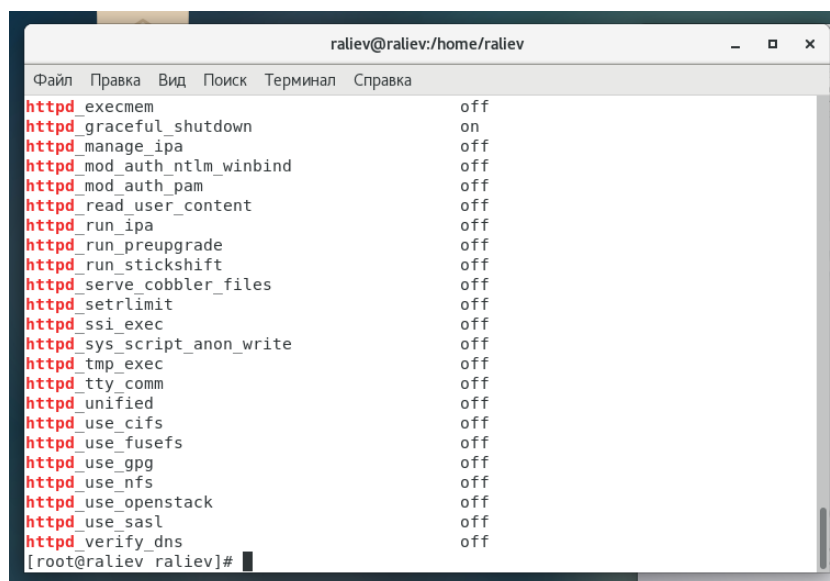 raliev@raliev:/home/raliev
Файл Правка Вид Поиск Терминал Справка
httpd_execmem off
httpd_graceful_shutdown on
httpd_manage_ipa off
httpd_mod_auth_ntlm_winbind off
httpd_mod_auth_pam off
httpd_read_user_content off
httpd_run_ipa off
httpd_run_preupgrade off
httpd_run_stickshift off
httpd_serve_cobbler_files off
httpd_setrlimit off
httpd_ssi_exec off
httpd_sys_script_anon_write off
httpd_tmp_exec off
httpd_tty_comm off
httpd_unified off
httpd_use_cifs off
httpd_use_fusefs off
httpd_use_gpg off
httpd_use_nfs off
httpd_use_openstack off
httpd_use_sasl off
httpd_verify_dns off
[root@raliev raliev]#